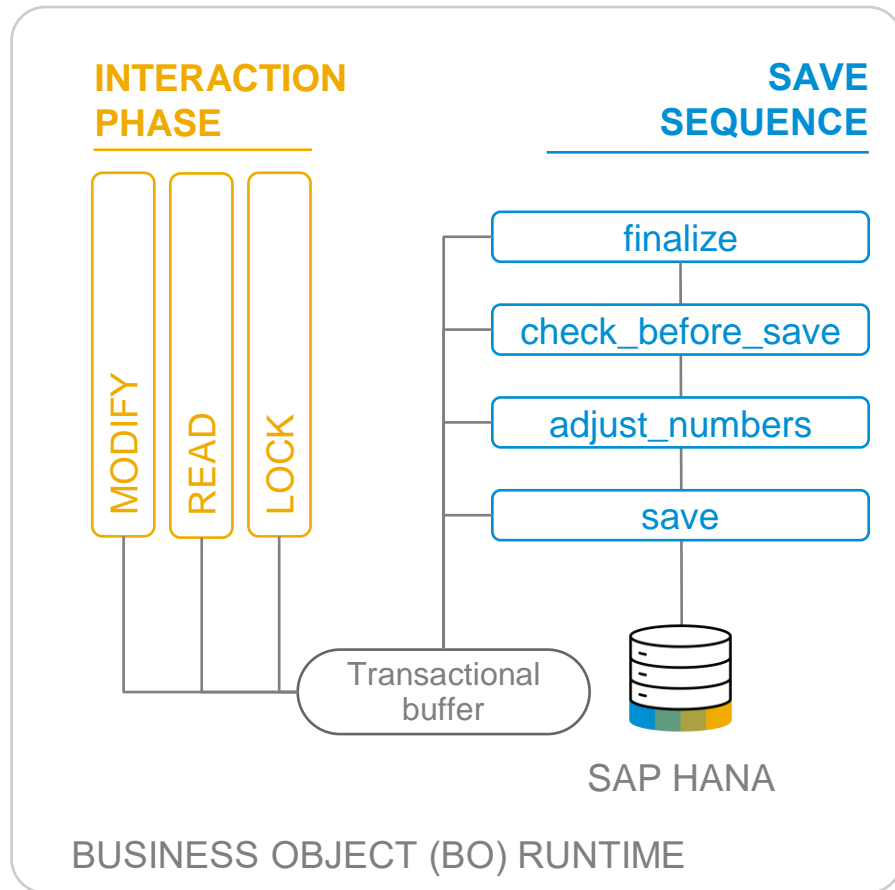 INTERACTION
PHASE
MODIFY
READ
LOCK
SAVE
SEQUENCE
finalize
check_before_save
adjust_numbers
save
Transactional
buffer
SAP HANA
BUSINESS OBJECT (BO) RUNTIME